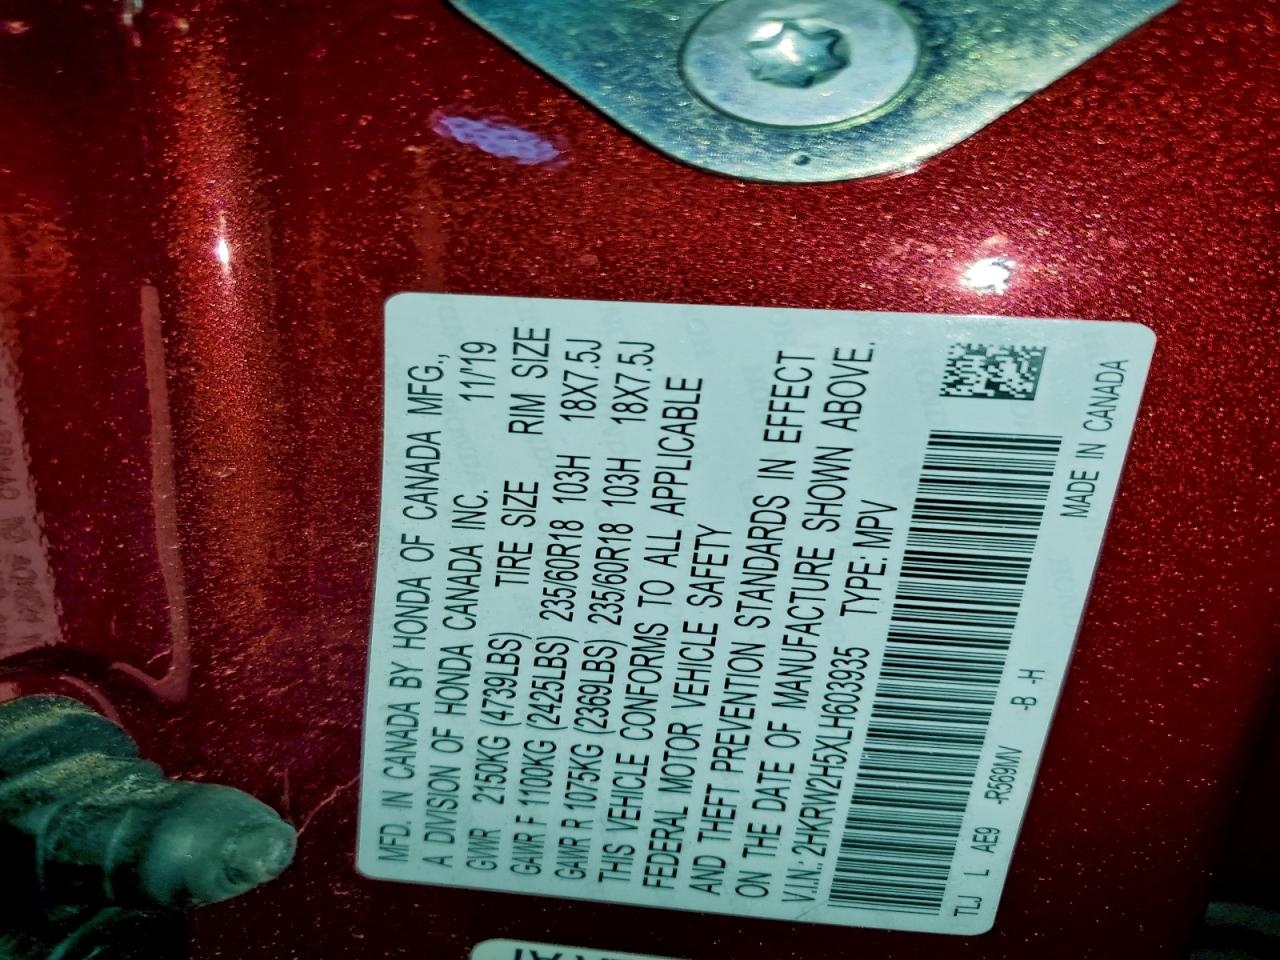 MFD. IN CANADA BY HONDA OF CANADA MFG.,
A DIVISION OF HONDA CANADA INC. 11/'19
GWR 2150KG (4739LBS) TIRE SIZE RIM SIZE
GAWR F 1100KG (2425LBS) 235/60R18 103H 18X7.5J
GAWR R 1075KG (2369LBS) 235/60R18 103H 18X7.5J
THIS VEHICLE CONFORMS TO ALL APPLICABLE
FEDERAL MOTOR VEHICLE SAFETY
AND THEFT PREVENTION STANDARDS IN EFFECT
ON THE DATE OF MANUFACTURE SHOWN ABOVE.
V.I.N.: 2HKRW2H5XLH603935 TYPE: MPV
TLJ L AE9 -R569MV -B -H
MADE IN CANADA